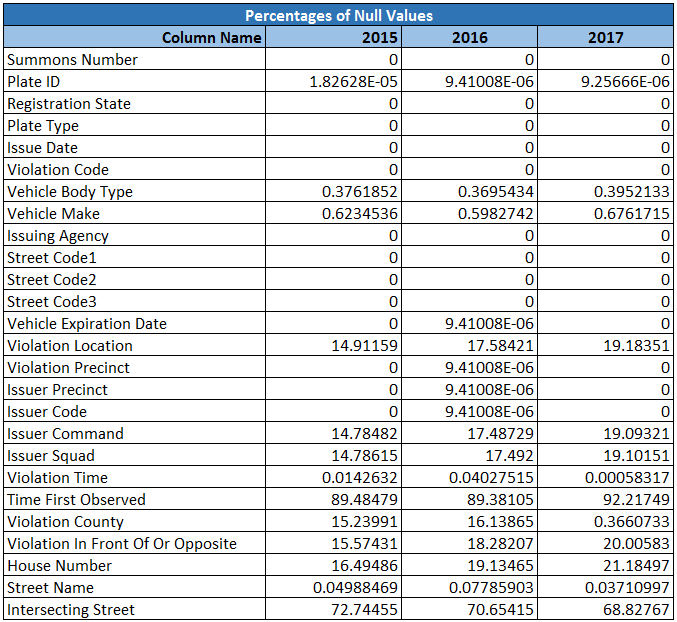 Percentages of Null Values
Column Name 2015 2016 2017
Summons Number 0 0 0
Plate ID 1.82628E-05 9.41008E-06 9.25666E-06
Registration State 0 0 0
Plate Type 0 0 0
Issue Date 0 0 0
Violation Code 0 0 0
Vehicle Body Type 0.3761852 0.3695434 0.3952133
Vehicle Make 0.6234536 0.5982742 0.6761715
Issuing Agency 0 0 0
Street Code1 0 0 0
Street Code2 0 0 0
Street Code3 0 0 0
Vehicle Expiration Date 0 9.41008E-06 0
Violation Location 14.91159 17.58421 19.18351
Violation Precinct 0 9.41008E-06 0
Issuer Precinct 0 9.41008E-06 0
Issuer Code 0 9.41008E-06 0
Issuer Command 14.78482 17.48729 19.09321
Issuer Squad 14.78615 17.492 19.10151
Violation Time 0.0142632 0.04027515 0.00058317
Time First Observed 89.48479 89.38105 92.21749
Violation County 15.23991 16.13865 0.3660733
Violation In Front Of Or Opposite 15.57431 18.28207 20.00583
House Number 16.49486 19.13465 21.18497
Street Name 0.04988469 0.07785903 0.03710997
Intersecting Street 72.74455 70.65415 68.82767